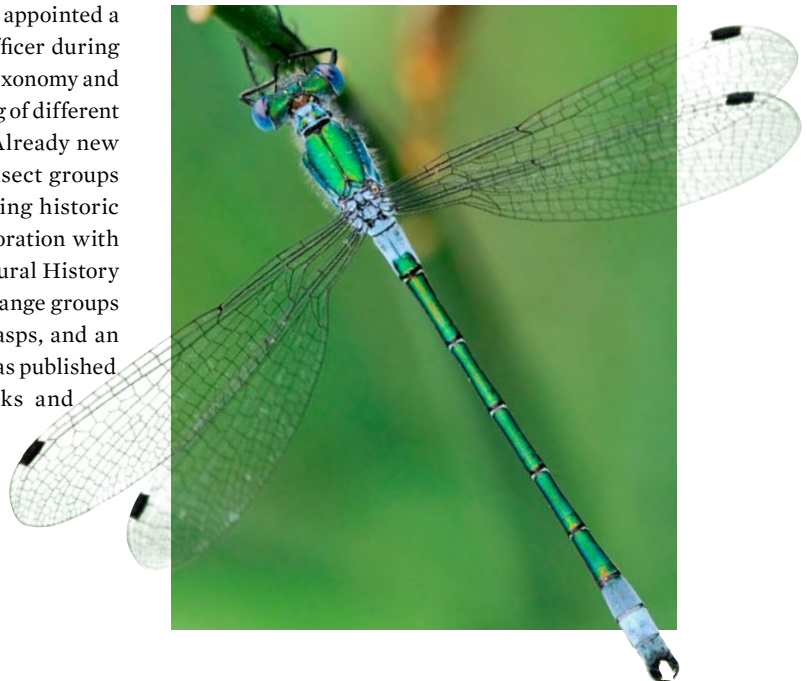 appointed a
fficer during
xonomy and
g of different
Already new
sect groups
ing historic
oration with
ural History
ange groups
asps, and an
as published
ks and